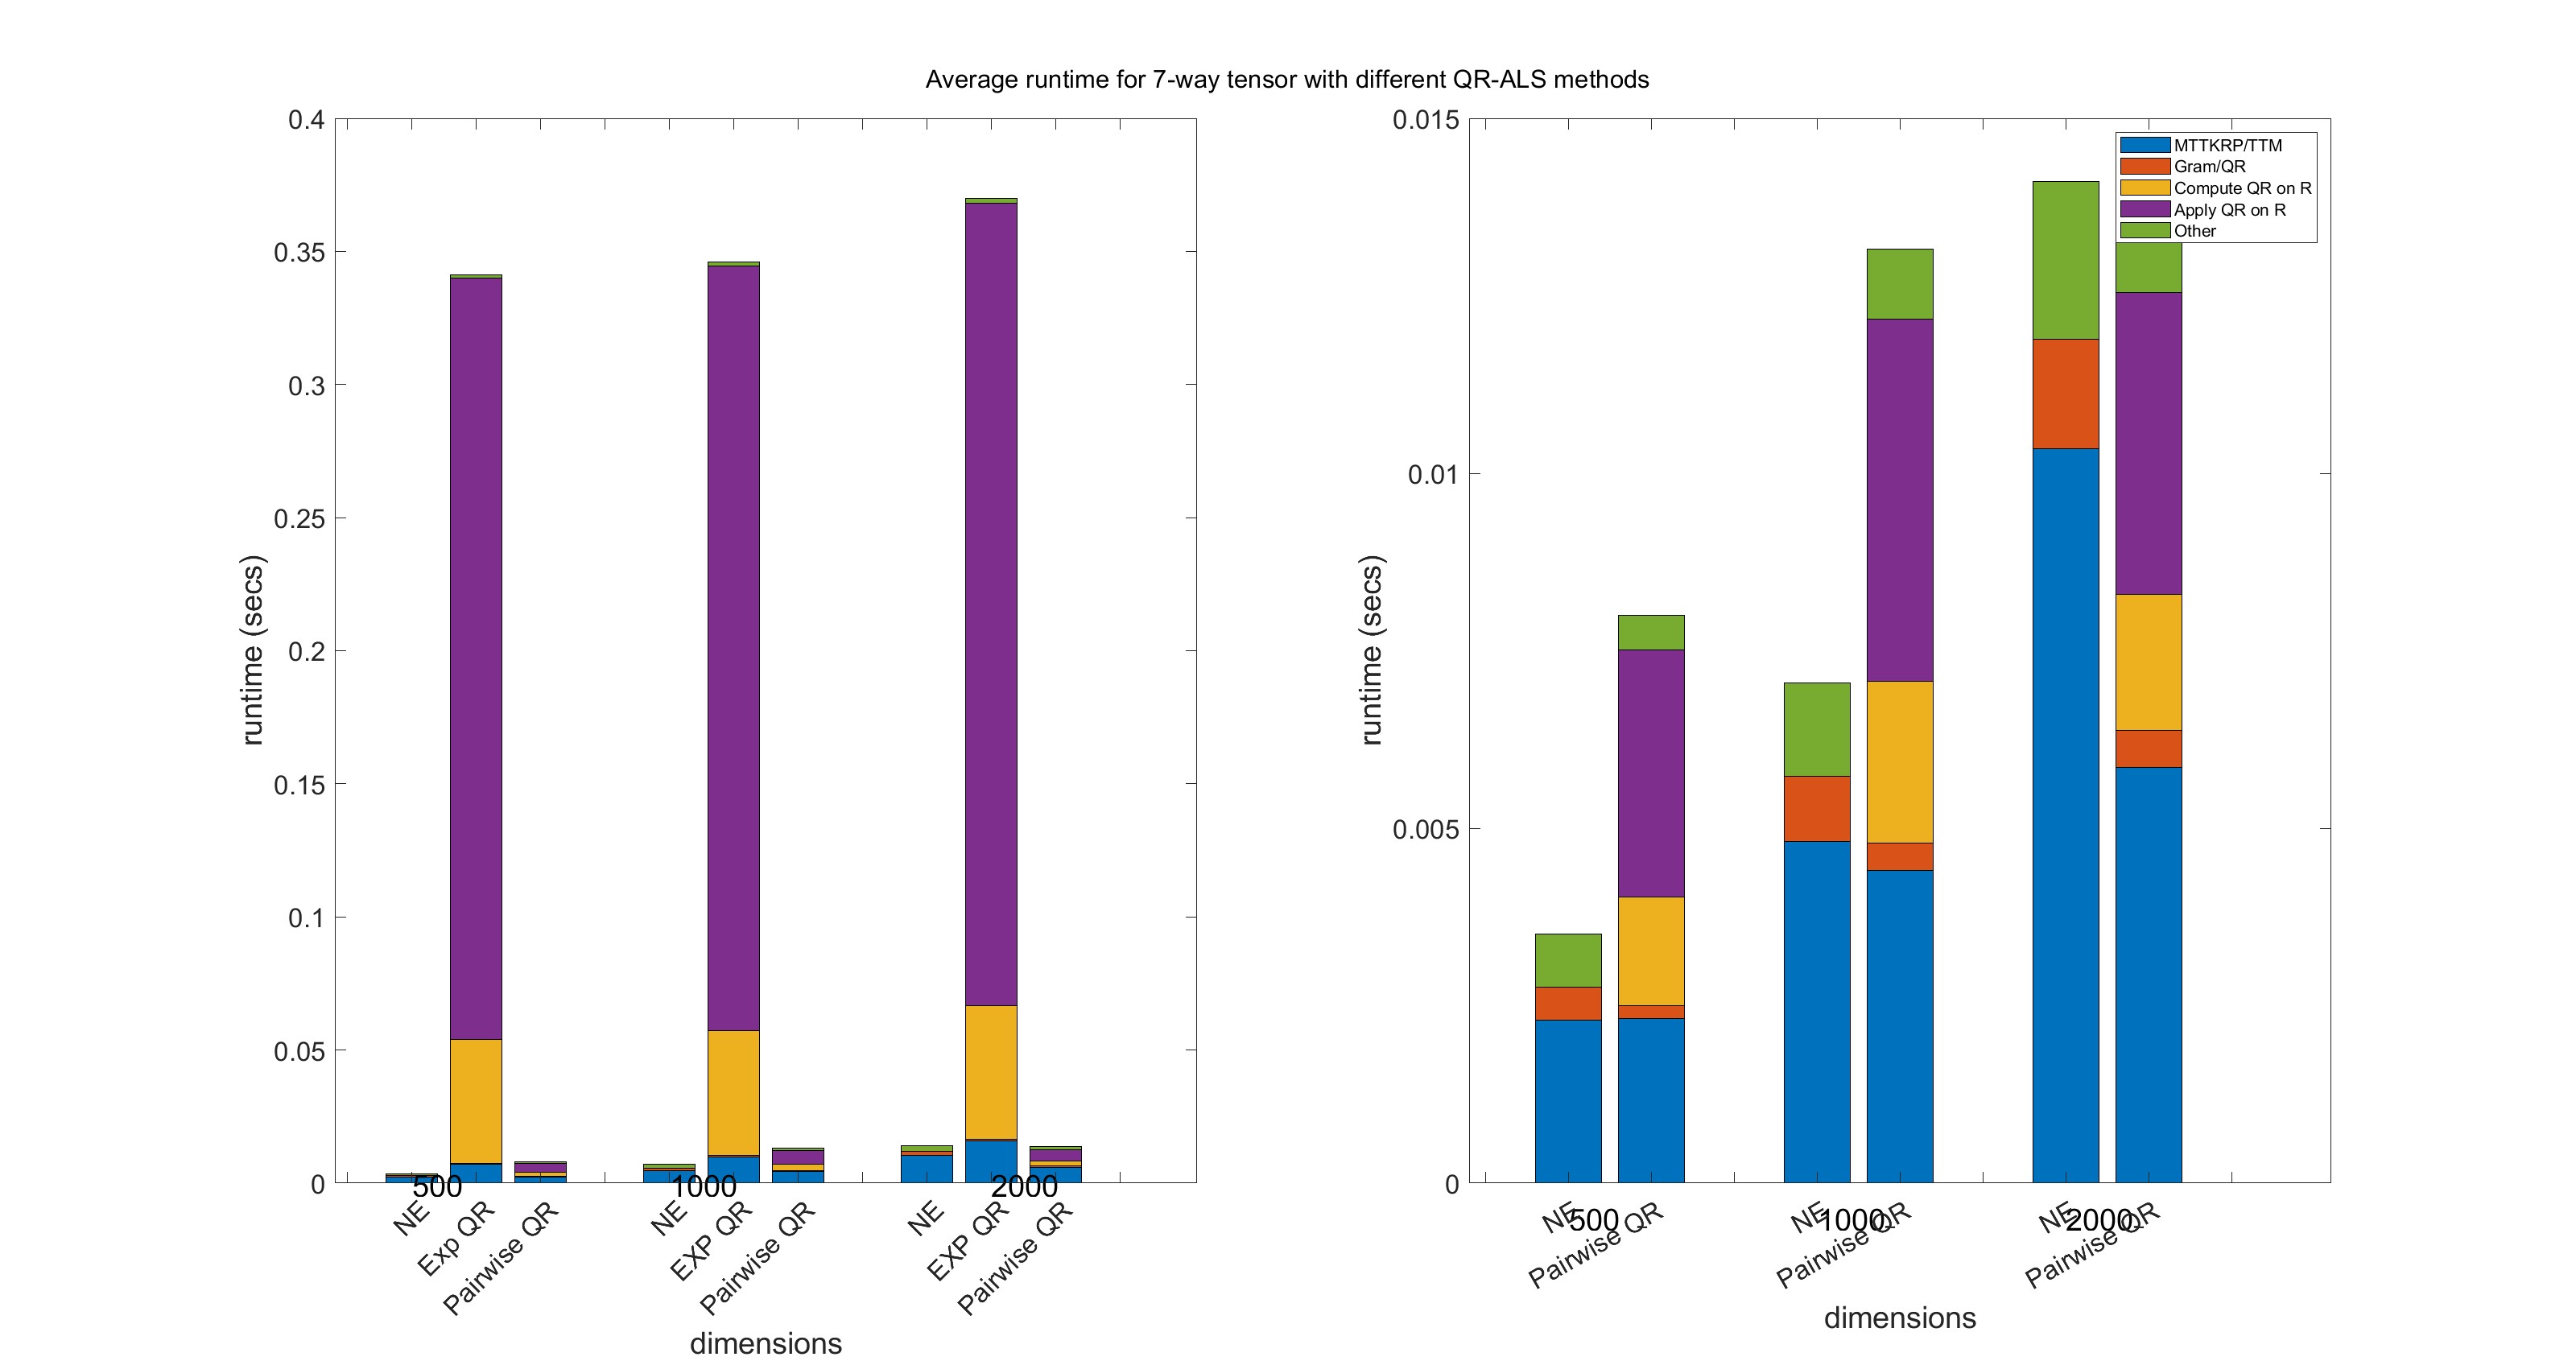 Average runtime for 7-way tensor with different QR-ALS methods
0.4
0.35
0.3
0.25
0.2
0.15
0.1
0.05
0
runtime (secs)
500
1000
2000
NE
Exp QR
Pairwise QR
NE
EXP QR
Pairwise QR
NE
EXP QR
Pairwise QR
dimensions
0.015
0.01
0.005
0
runtime (secs)
MTTKRP/TTM
Gram/QR
Compute QR on R
Apply QR on R
Other
NE
Pairwise QR
NE
Pairwise QR
NE
Pairwise QR
500
1000
2000
dimensions